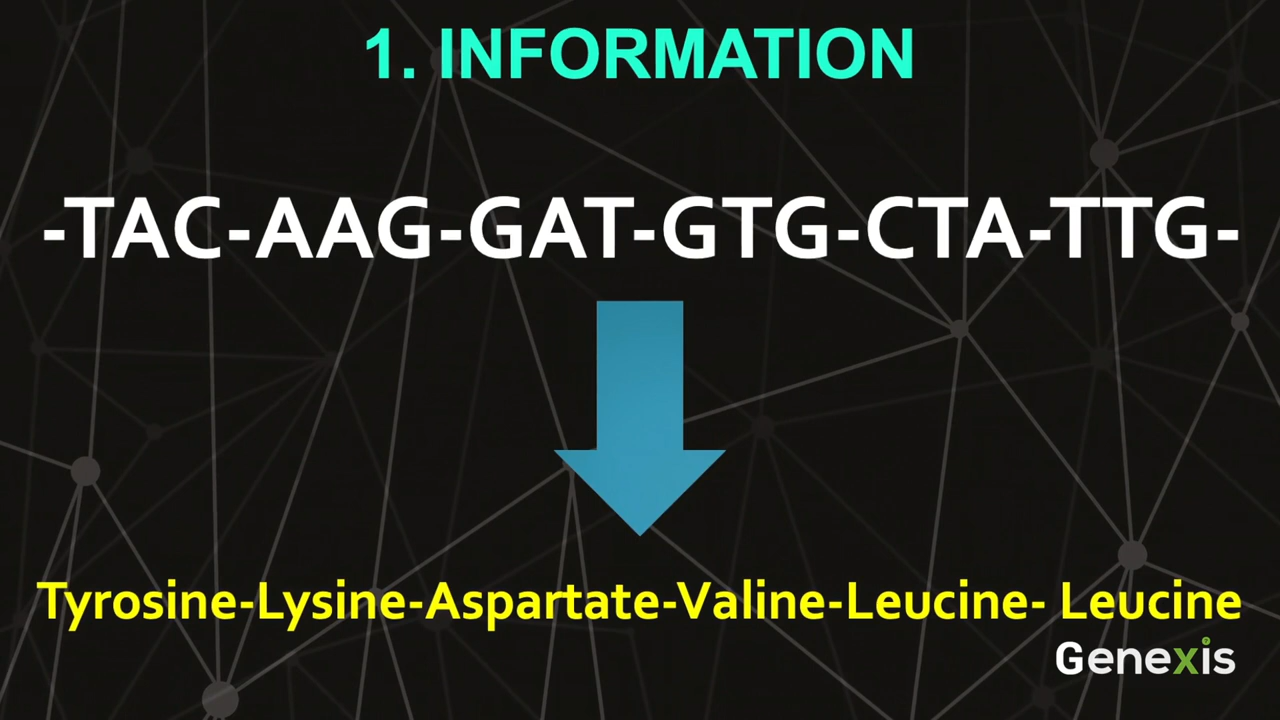 1. INFORMATION
-TAC-AAG-GAT-GTG-CTA-TTG-
Tyrosine-Lysine-Aspartate-Valine-Leucine- Leucine
Genexis